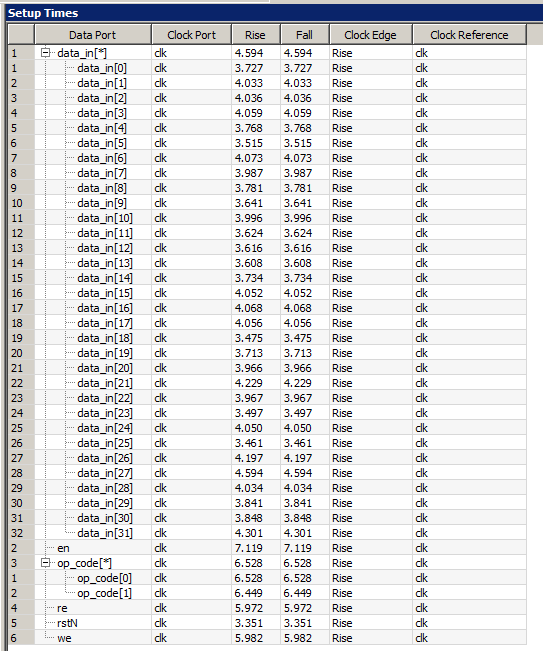 Setup Times
Data Port Clock Port Rise Fall Clock Edge Clock Reference
1 data_in[*] clk 4.594 4.594 Rise clk
1 data_in[0] clk 3.727 3.727 Rise clk
2 data_in[1] clk 4.033 4.033 Rise clk
3 data_in[2] clk 4.036 4.036 Rise clk
4 data_in[3] clk 4.059 4.059 Rise clk
5 data_in[4] clk 3.768 3.768 Rise clk
6 data_in[5] clk 3.515 3.515 Rise clk
7 data_in[6] clk 4.073 4.073 Rise clk
8 data_in[7] clk 3.987 3.987 Rise clk
9 data_in[8] clk 3.781 3.781 Rise clk
10 data_in[9] clk 3.641 3.641 Rise clk
11 data_in[10] clk 3.996 3.996 Rise clk
12 data_in[11] clk 3.624 3.624 Rise clk
13 data_in[12] clk 3.616 3.616 Rise clk
14 data_in[13] clk 3.608 3.608 Rise clk
15 data_in[14] clk 3.734 3.734 Rise clk
16 data_in[15] clk 4.052 4.052 Rise clk
17 data_in[16] clk 4.068 4.068 Rise clk
18 data_in[17] clk 4.056 4.056 Rise clk
19 data_in[18] clk 3.475 3.475 Rise clk
20 data_in[19] clk 3.713 3.713 Rise clk
21 data_in[20] clk 3.966 3.966 Rise clk
22 data_in[21] clk 4.229 4.229 Rise clk
23 data_in[22] clk 3.967 3.967 Rise clk
24 data_in[23] clk 3.497 3.497 Rise clk
25 data_in[24] clk 4.050 4.050 Rise clk
26 data_in[25] clk 3.461 3.461 Rise clk
27 data_in[26] clk 4.197 4.197 Rise clk
28 data_in[27] clk 4.594 4.594 Rise clk
29 data_in[28] clk 4.034 4.034 Rise clk
30 data_in[29] clk 3.841 3.841 Rise clk
31 data_in[30] clk 3.848 3.848 Rise clk
32 data_in[31] clk 4.301 4.301 Rise clk
2 en clk 7.119 7.119 Rise clk
3 op_code[*] clk 6.528 6.528 Rise clk
1 op_code[0] clk 6.528 6.528 Rise clk
2 op_code[1] clk 6.449 6.449 Rise clk
4 re clk 5.972 5.972 Rise clk
5 rstN clk 3.351 3.351 Rise clk
6 we clk 5.982 5.982 Rise clk